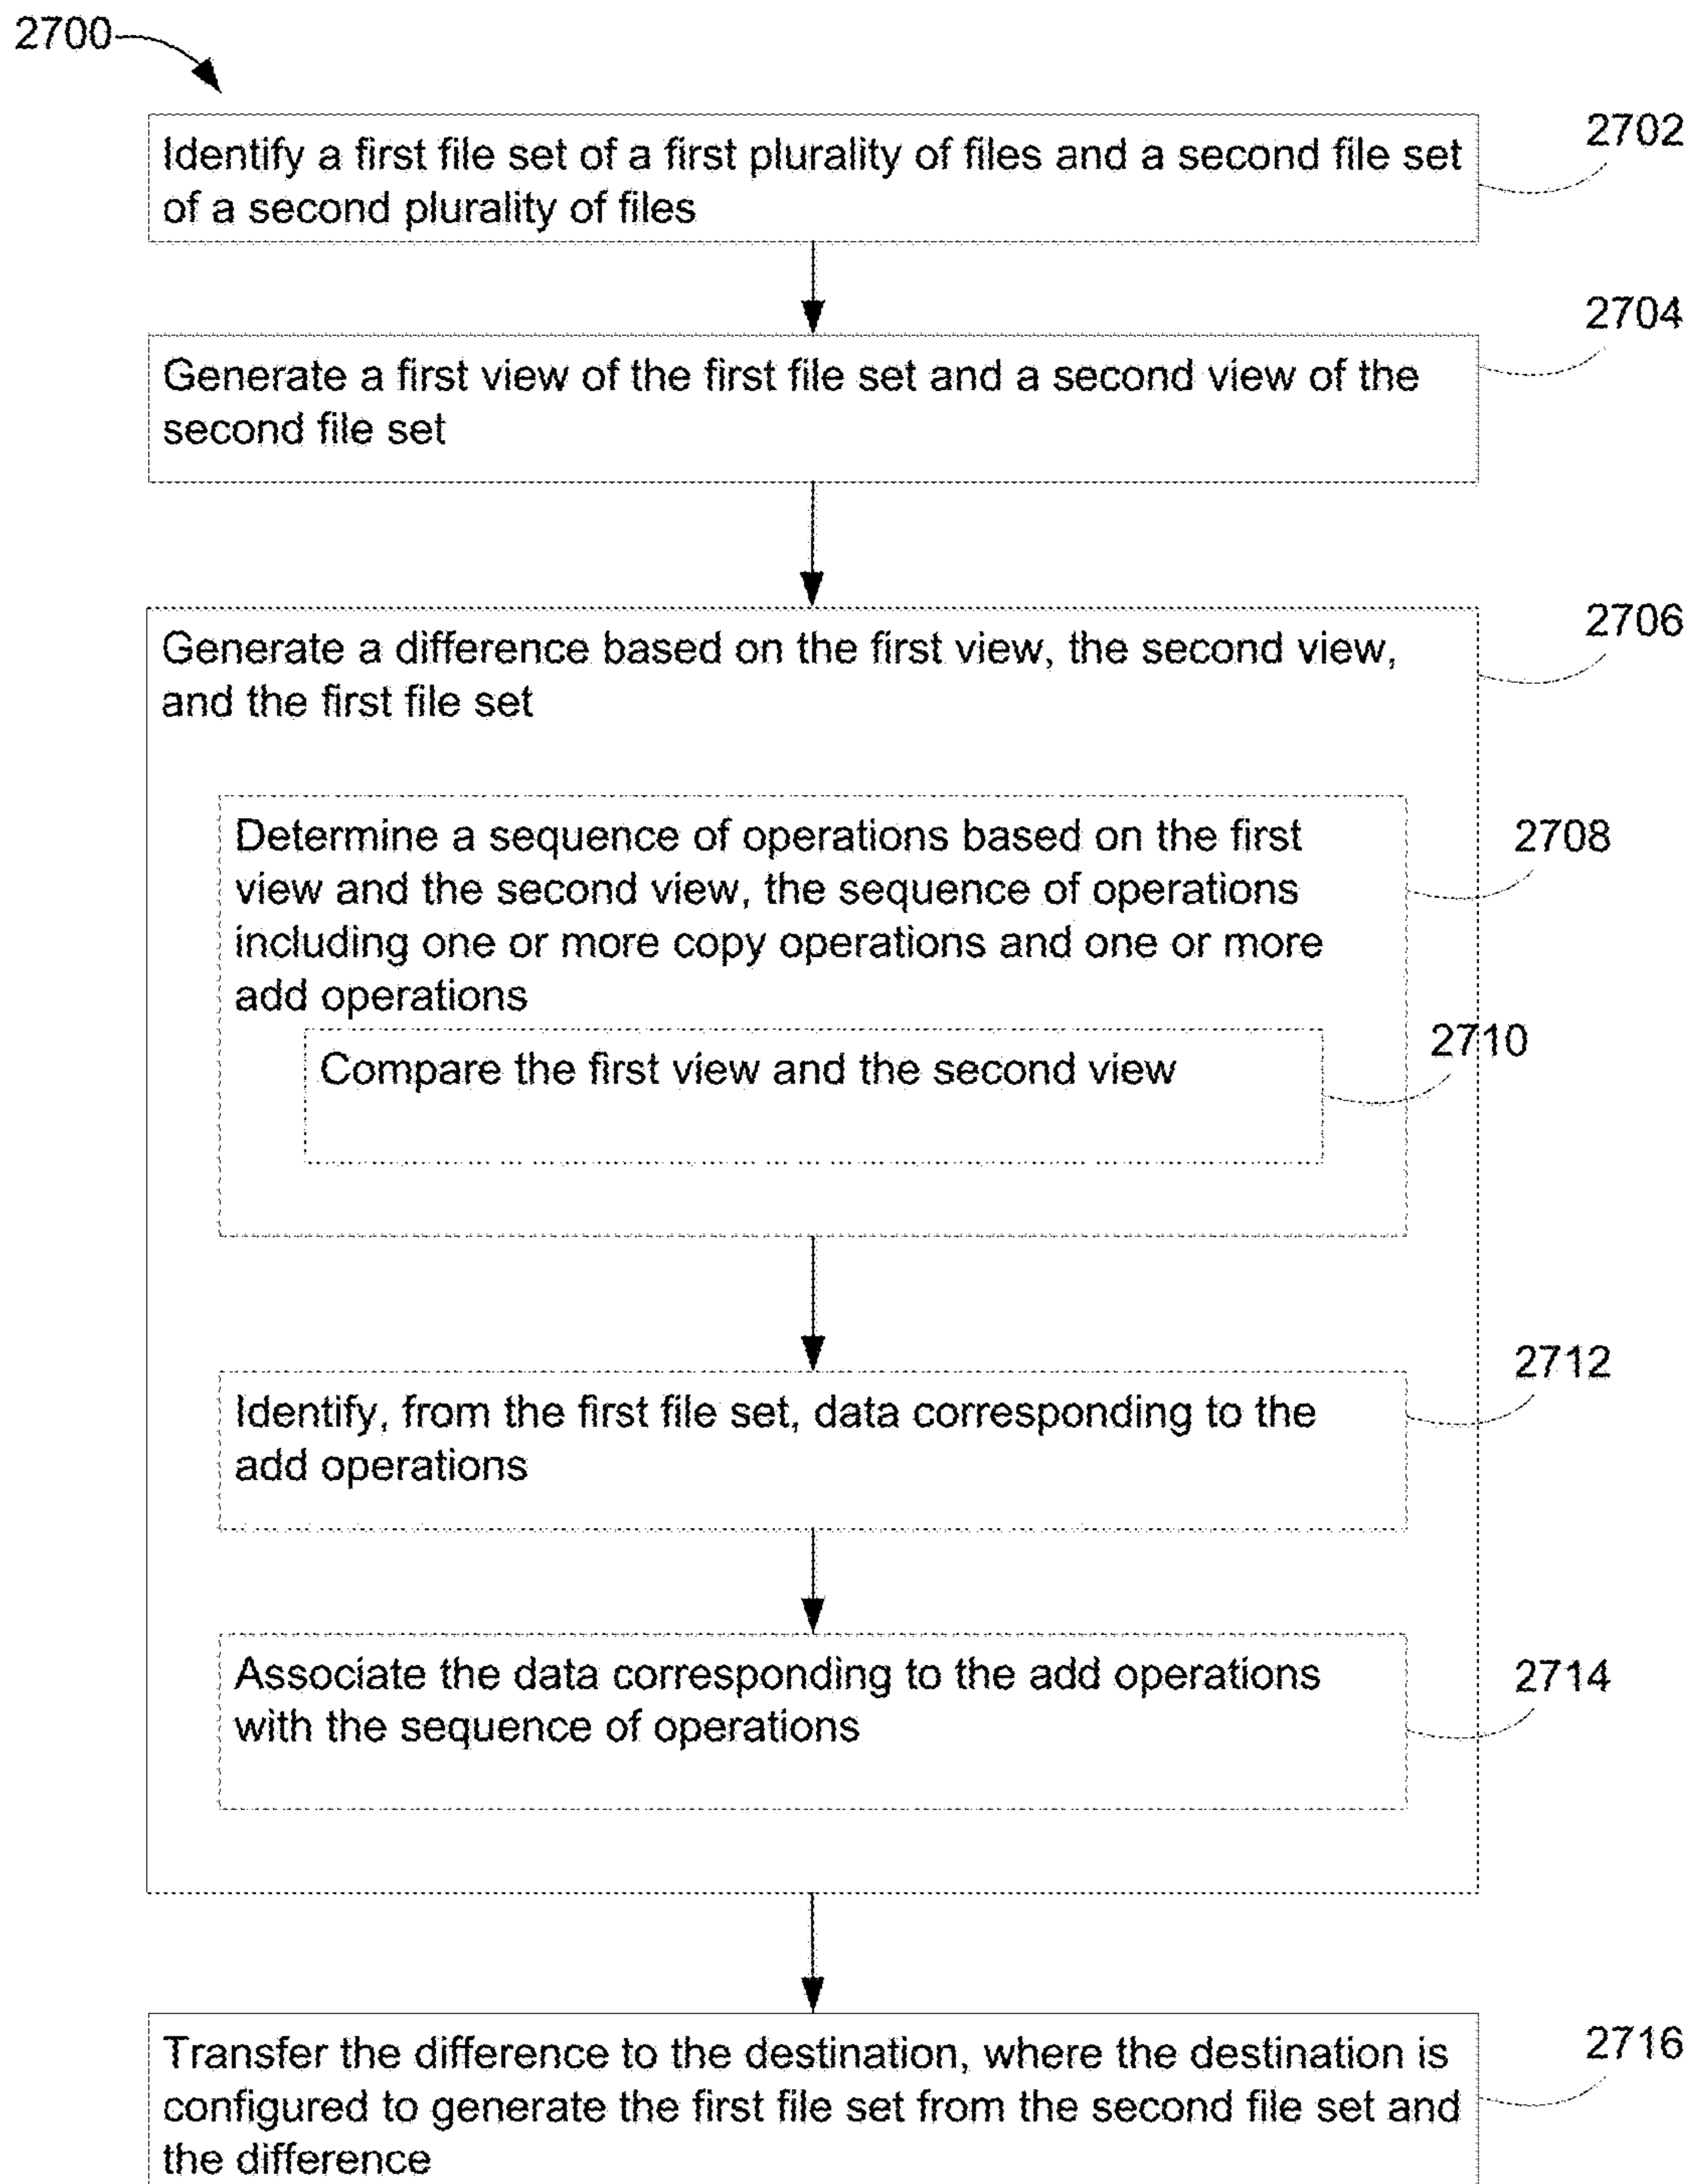 2700
2702
Identify a first file set of a first plurality of files and a second file set
of a second plurality of files
2704
Generate a first view of the first file set and a second view of the
second file set
2706
Generate a difference based on the first view, the second view,
and the first file set
2708
Determine a sequence of operations based on the first
view and the second view, the sequence of operations
including one or more copy operations and one or more
add operations
2710
Compare the first view and the second view
2712
Identify, from the first file set, data corresponding to the
add operations
2714
Associate the data corresponding to the add operations
with the sequence of operations
2716
Transfer the difference to the destination, where the destination is
configured to generate the first file set from the second file set and
the difference